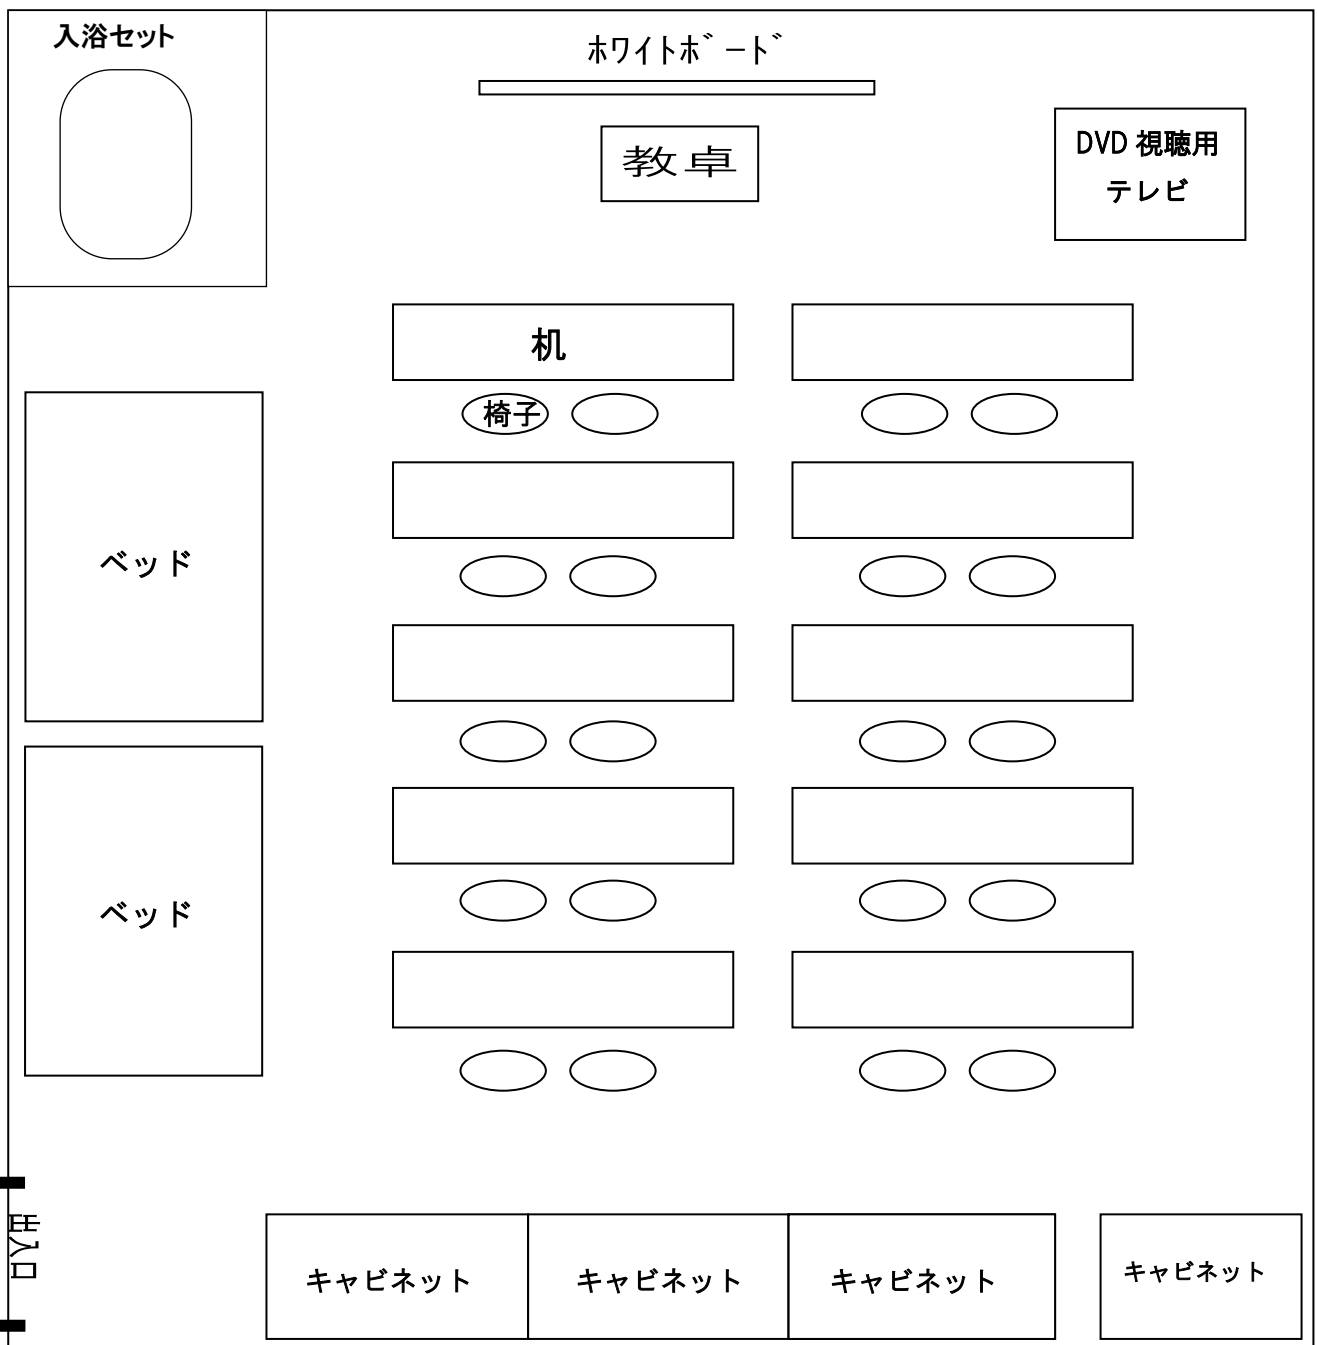 入浴セット
ホワイトボード
教卓
DVD 視聴用
テレビ
机
椅子
ベッド
ベッド
出入口
キャビネット
キャビネット
キャビネット
キャビネット